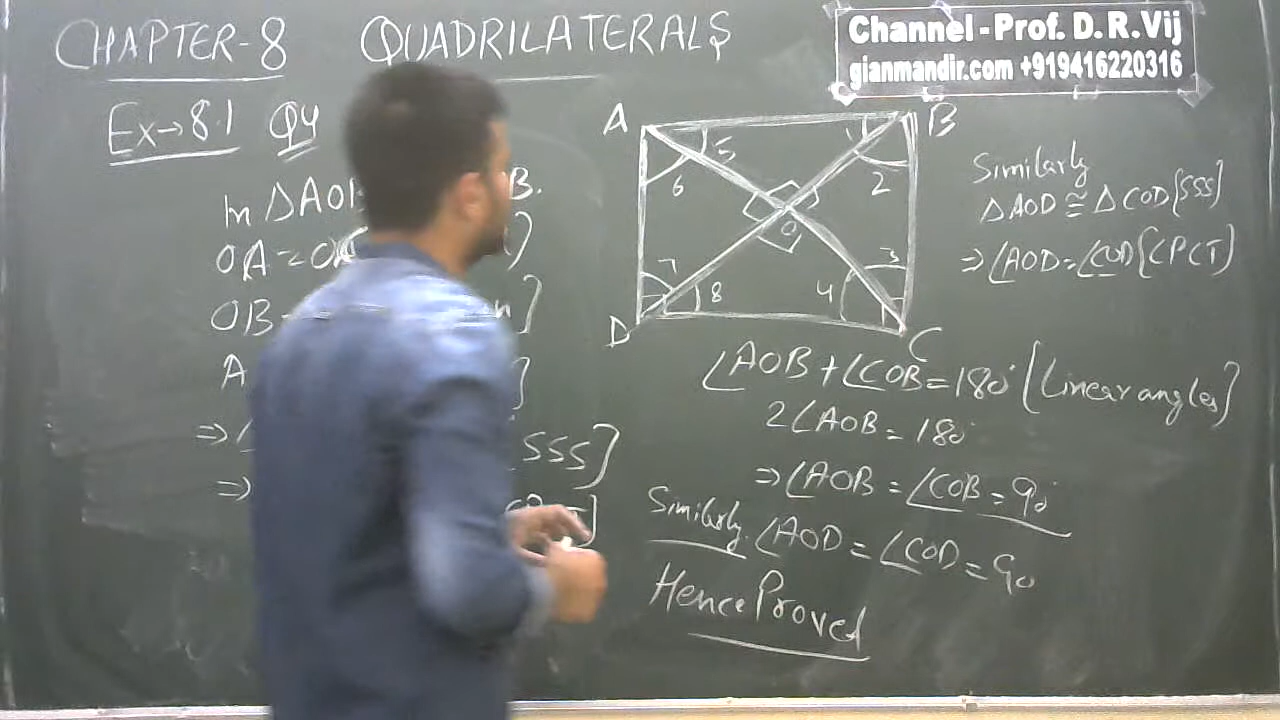 CHAPTER-8 QUADRILATERALS
Channel - Prof. D. R. Vij
gianmandir.com +919416220316
Ex→8.1 Q4
In ΔAO B.
OA = O )
OB n]
A ]
⇒∠ SSS]
⇒ ]
A B
1 5
6 2
O
7 3
8 4
D C
Similarly
ΔAOD ≅ ΔCOD [SSS]
⇒ ∠AOD = ∠COD {CPCT)
∠AOB + ∠COB = 180° [Linear angles]
2∠AOB = 180°
⇒ ∠AOB = ∠COB = 90°
Similarly. ∠AOD = ∠COD = 90
Hence Proved